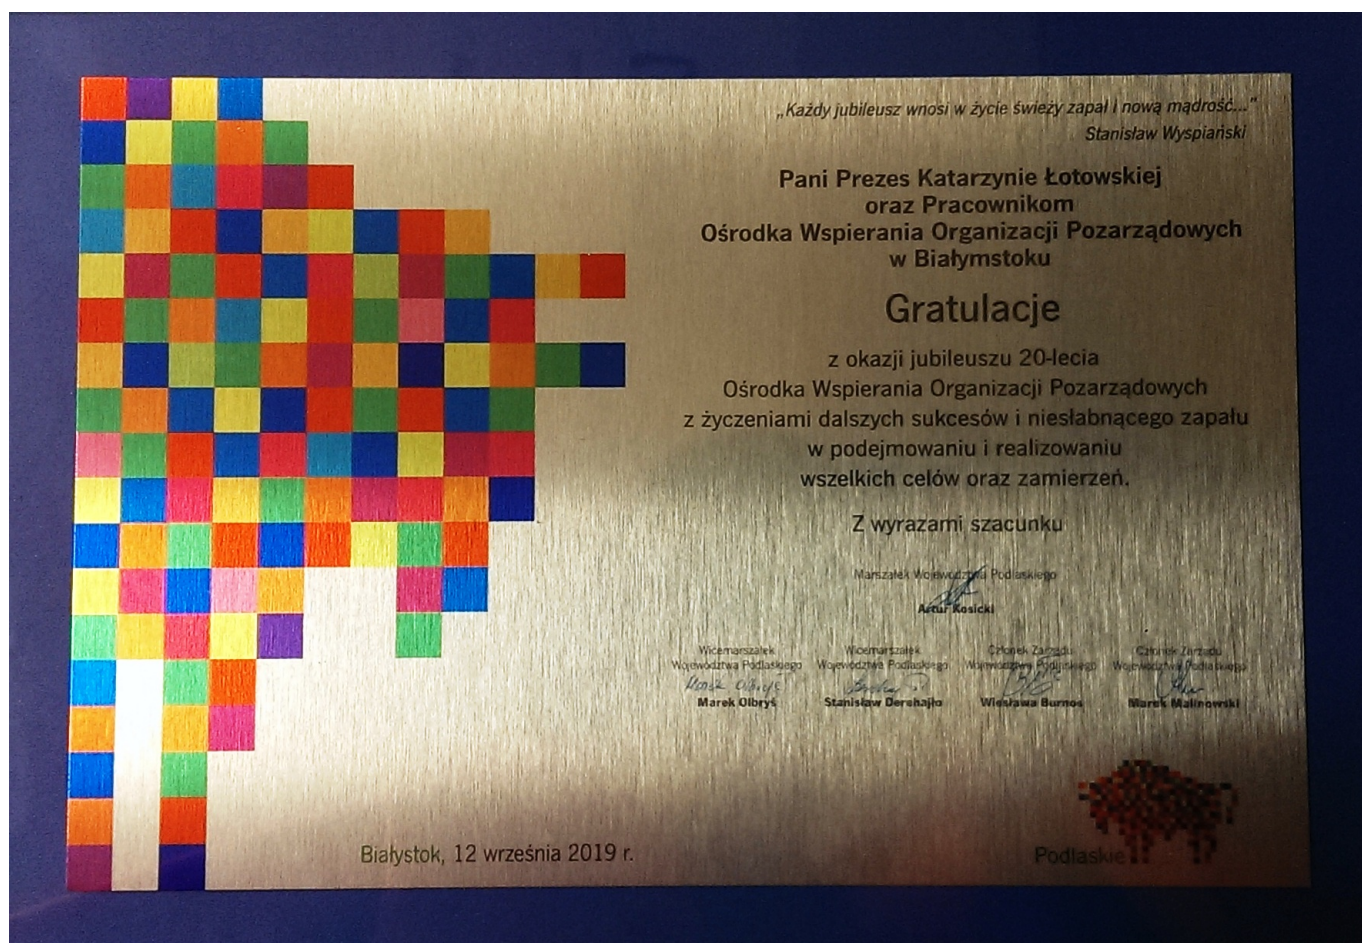 „Każdy jubileusz wnosi w życie świeży zapał i nową mądrość...”
Stanisław Wyspiański
Pani Prezes Katarzynie Łotowskiej
oraz Pracownikom
Ośrodka Wspierania Organizacji Pozarządowych
w Białymstoku
Gratulacje
z okazji jubileuszu 20-lecia
Ośrodka Wspierania Organizacji Pozarządowych
z życzeniami dalszych sukcesów i niesłabnącego zapału
w podejmowaniu i realizowaniu
wszelkich celów oraz zamierzeń.
Z wyrazami szacunku
Marszałek Województwa Podlaskiego
Artur Kosicki
Wicemarszałek
Województwa Podlaskiego
Marek Olbryś
Marek Olbryś
Wicemarszałek
Województwa Podlaskiego
Stanisław Derehajło
Członek Zarządu
Województwa Podlaskiego
Wiesława Burnos
Członek Zarządu
Województwa Podlaskiego
Marek Malinowski
Białystok, 12 września 2019 r.
Podlaskie